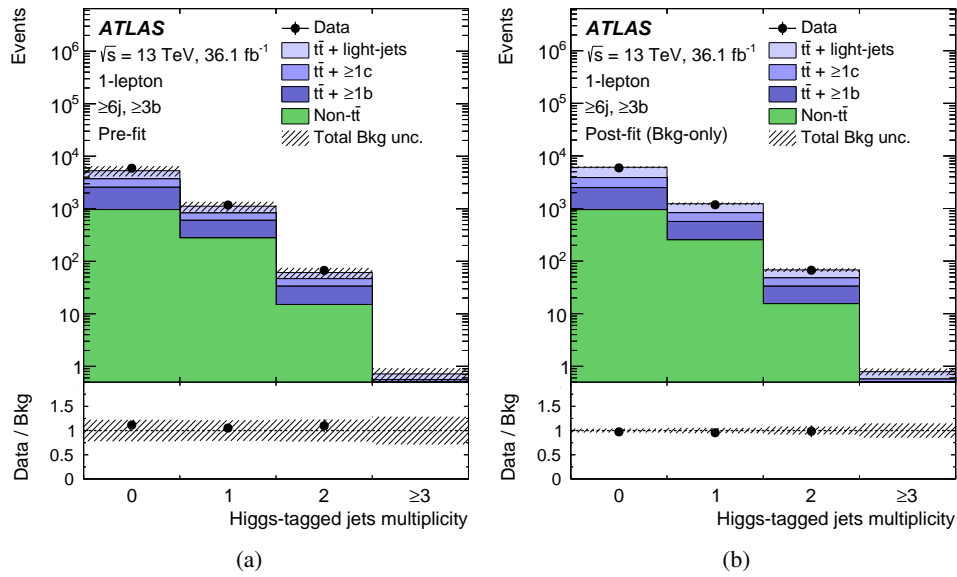 Events
ATLAS
√s = 13 TeV, 36.1 fb⁻¹
1-lepton
≥6j, ≥3b
Pre-fit
Data
tt̄ + light-jets
tt̄ + ≥1c
tt̄ + ≥1b
Non-tt̄
Total Bkg unc.
10⁶
10⁵
10⁴
10³
10²
10
1
Data / Bkg
1.5
1
0.5
0
0 1 2 ≥3
Higgs-tagged jets multiplicity
(a)
Events
ATLAS
√s = 13 TeV, 36.1 fb⁻¹
1-lepton
≥6j, ≥3b
Post-fit (Bkg-only)
Data
tt̄ + light-jets
tt̄ + ≥1c
tt̄ + ≥1b
Non-tt̄
Total Bkg unc.
10⁶
10⁵
10⁴
10³
10²
10
1
Data / Bkg
1.5
1
0.5
0
0 1 2 ≥3
Higgs-tagged jets multiplicity
(b)